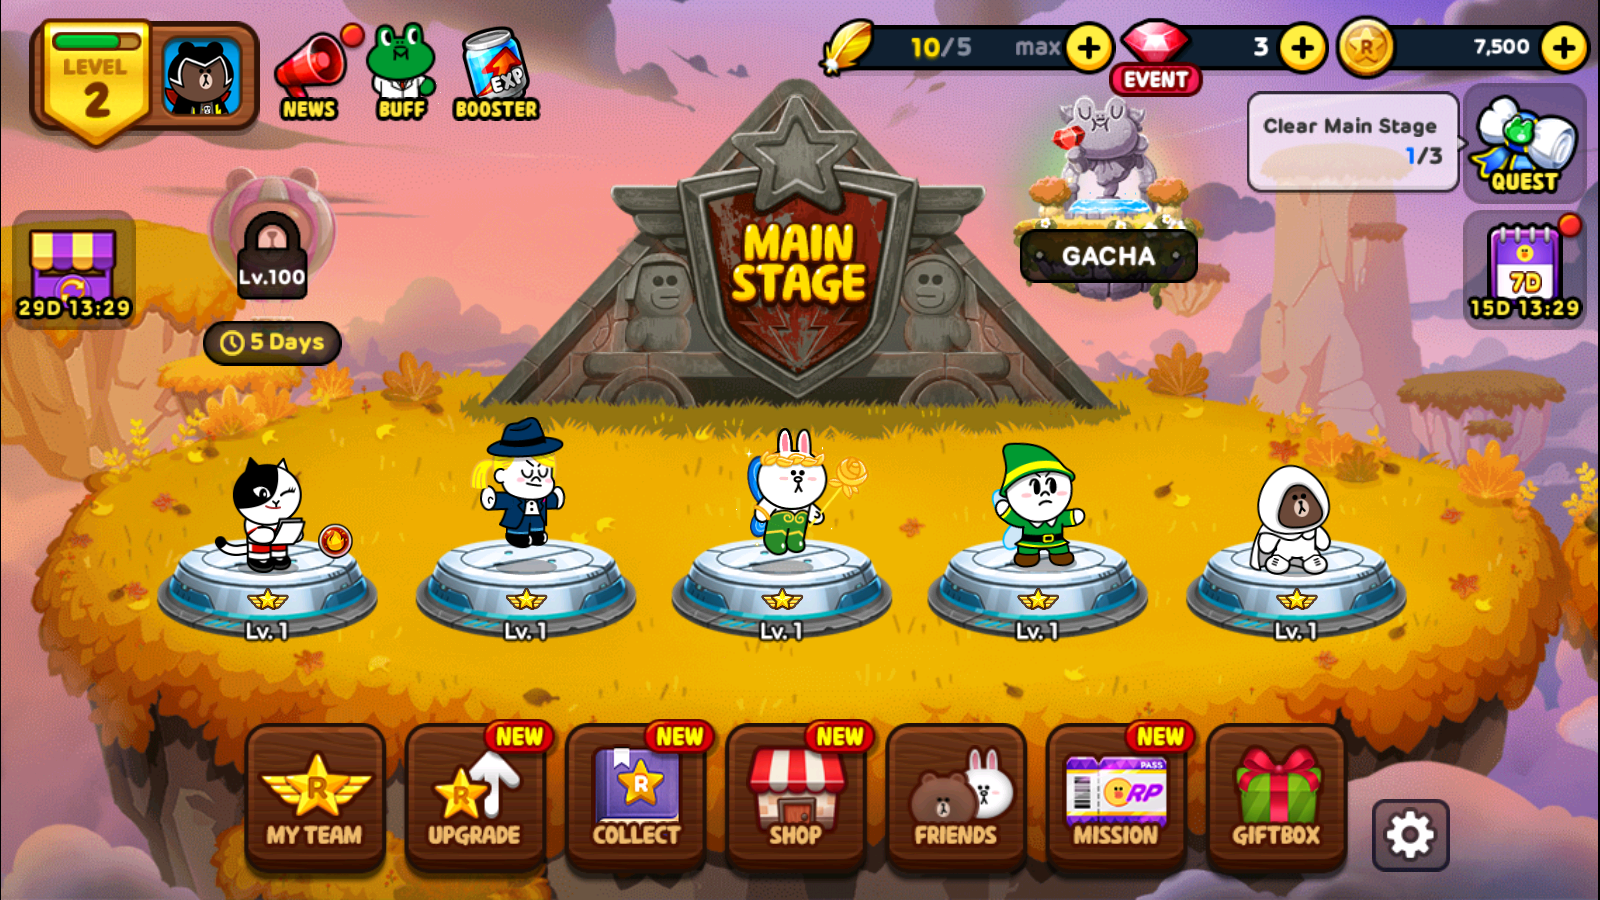 LEVEL
2
NEWS
BUFF
EXP
BOOSTER
10/5 max
EVENT
3
R
7,500
Clear Main Stage
1/3
QUEST
29D 13:29
Lv.100
5 Days
MAIN
STAGE
GACHA
7D
15D 13:29
Lv. 1
Lv. 1
Lv. 1
Lv. 1
Lv. 1
R
MY TEAM
NEW
R
UPGRADE
NEW
R
COLLECT
NEW
SHOP
FRIENDS
NEW
PASS
RP
MISSION
GIFTBOX